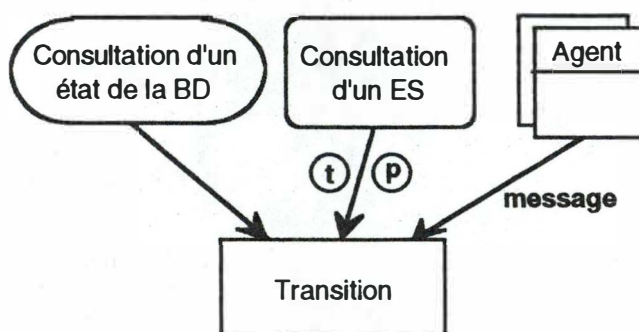 Consultation d'un
état de la BD
Consultation
d'un ES
Agent
t
p
message
Transition